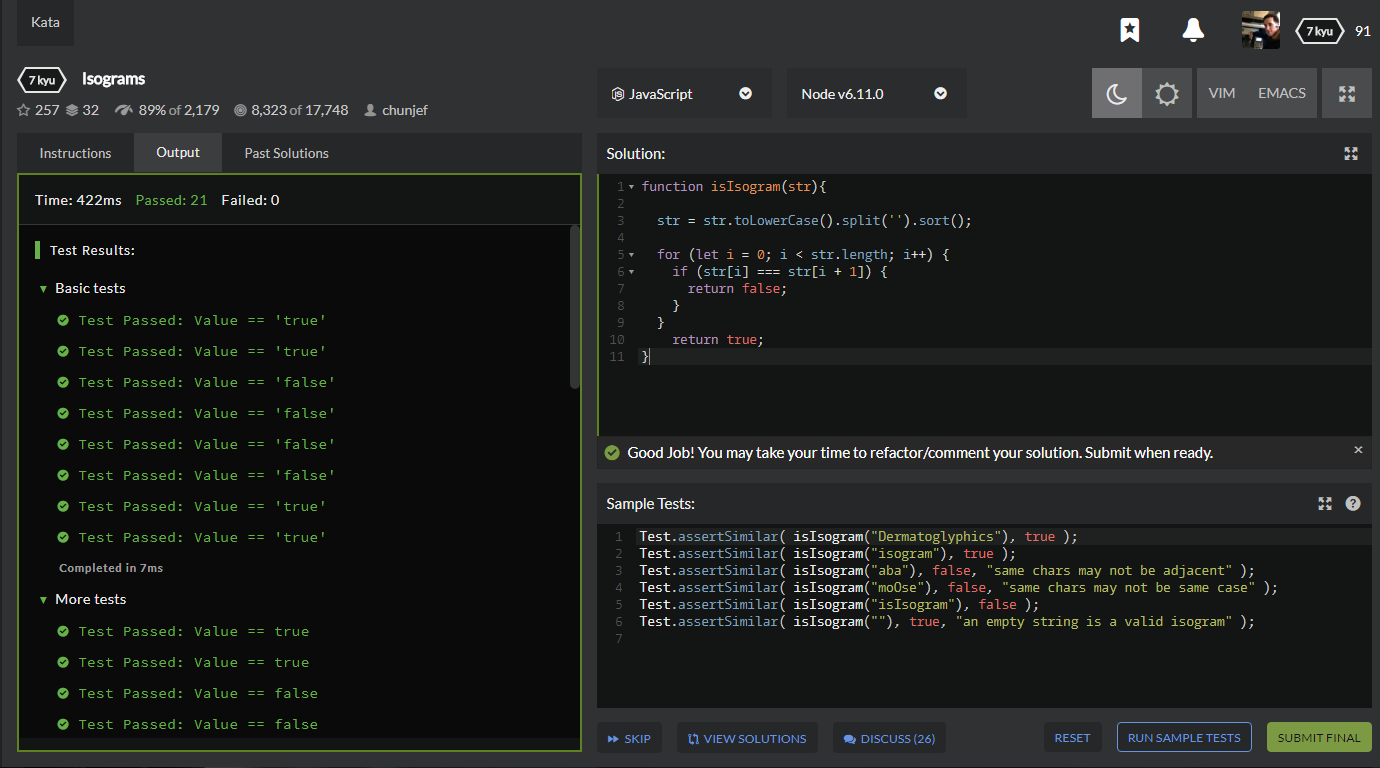 Kata
7 kyu 91
7 kyu Isograms
257 32 89% of 2,179 8,323 of 17,748 chunjef
JavaScript
Node v6.11.0
VIM EMACS
Instructions Output Past Solutions
Time: 422ms Passed: 21 Failed: 0
Test Results:
Basic tests
Test Passed: Value == 'true'
Test Passed: Value == 'true'
Test Passed: Value == 'false'
Test Passed: Value == 'false'
Test Passed: Value == 'false'
Test Passed: Value == 'false'
Test Passed: Value == 'true'
Test Passed: Value == 'true'
Completed in 7ms
More tests
Test Passed: Value == true
Test Passed: Value == true
Test Passed: Value == false
Test Passed: Value == false
Solution:
1 function isIsogram(str){
2
3 str = str.toLowerCase().split('').sort();
4
5 for (let i = 0; i < str.length; i++) {
6 if (str[i] === str[i + 1]) {
7 return false;
8 }
9 }
10 return true;
11 }
Good Job! You may take your time to refactor/comment your solution. Submit when ready. ×
Sample Tests: ?
1 Test.assertSimilar( isIsogram("Dermatoglyphics"), true );
2 Test.assertSimilar( isIsogram("isogram"), true );
3 Test.assertSimilar( isIsogram("aba"), false, "same chars may not be adjacent" );
4 Test.assertSimilar( isIsogram("moOse"), false, "same chars may not be same case" );
5 Test.assertSimilar( isIsogram("isIsogram"), false );
6 Test.assertSimilar( isIsogram(""), true, "an empty string is a valid isogram" );
7
SKIP VIEW SOLUTIONS DISCUSS (26) RESET RUN SAMPLE TESTS SUBMIT FINAL